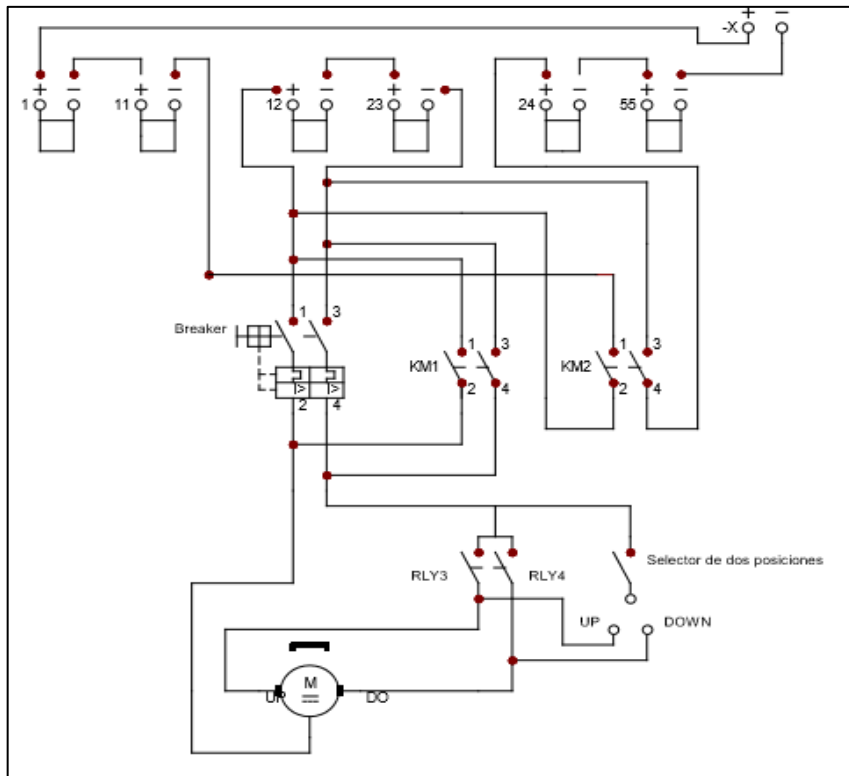 + −
-X
+ − + − + − + − + − + −
1 11 12 23 24 55
1 3
Breaker
2 4
1 3
KM1
2 4
1 3
KM2
2 4
RLY3 RLY4
Selector de dos posiciones
UP DOWN
M
UP DO